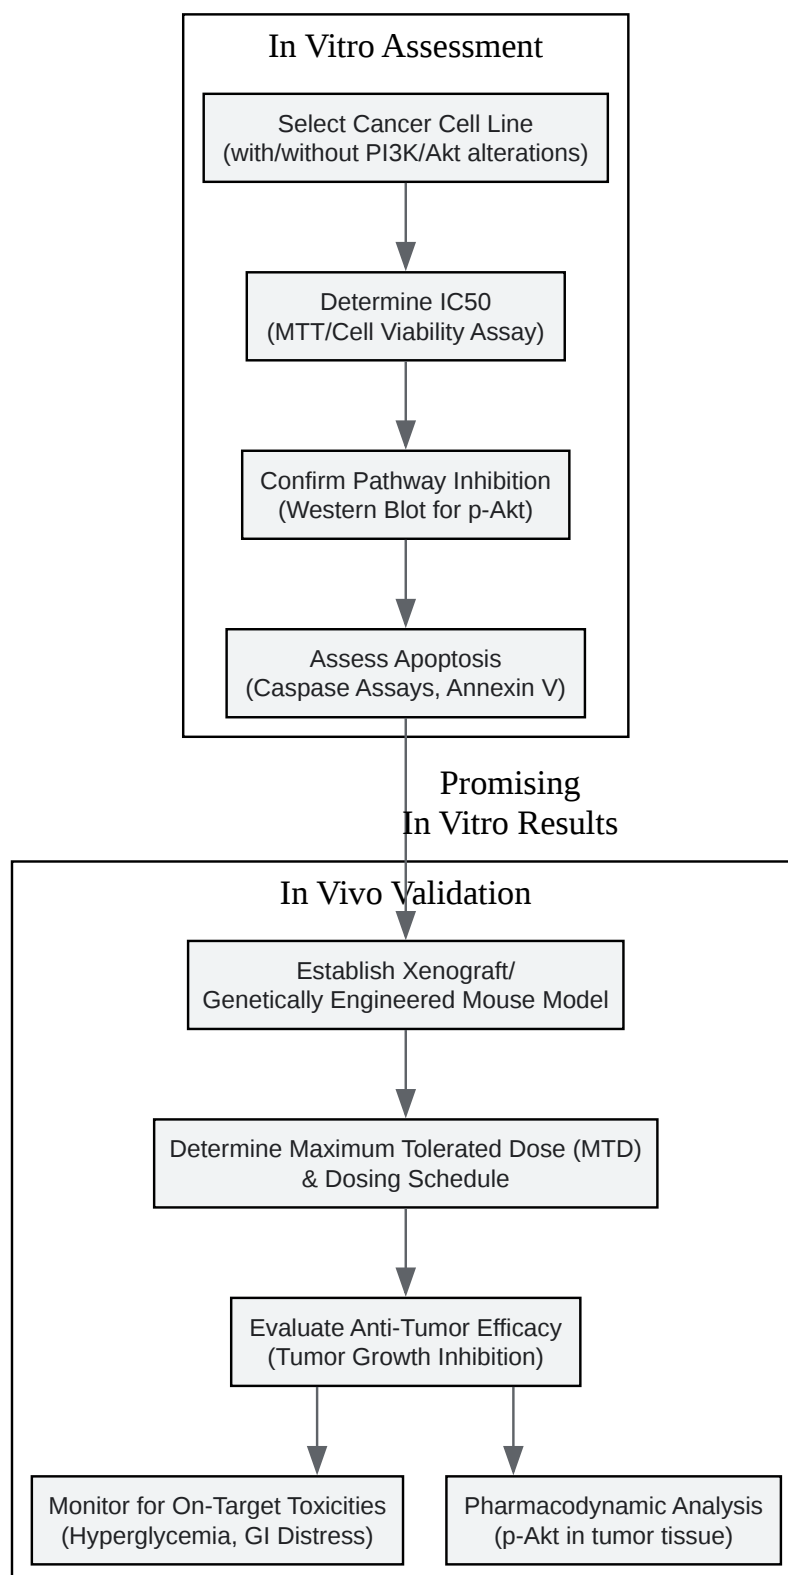 In Vitro Assessment
Select Cancer Cell Line
(with/without PI3K/Akt alterations)
Determine IC50
(MTT/Cell Viability Assay)
Confirm Pathway Inhibition
(Western Blot for p-Akt)
Assess Apoptosis
(Caspase Assays, Annexin V)
Promising
In Vitro Results
In Vivo Validation
Establish Xenograft/
Genetically Engineered Mouse Model
Determine Maximum Tolerated Dose (MTD)
& Dosing Schedule
Evaluate Anti-Tumor Efficacy
(Tumor Growth Inhibition)
Monitor for On-Target Toxicities
(Hyperglycemia, GI Distress)
Pharmacodynamic Analysis
(p-Akt in tumor tissue)